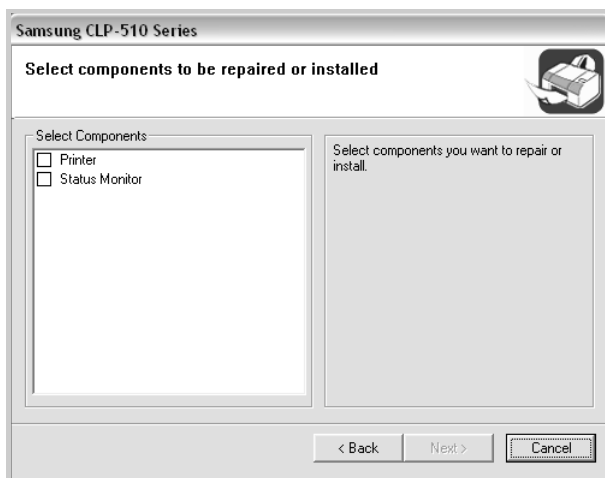 Samsung CLP-510 Series
Select components to be repaired or installed
Select Components
Printer
Status Monitor
Select components you want to repair or
install.
< Back
Next >
Cancel